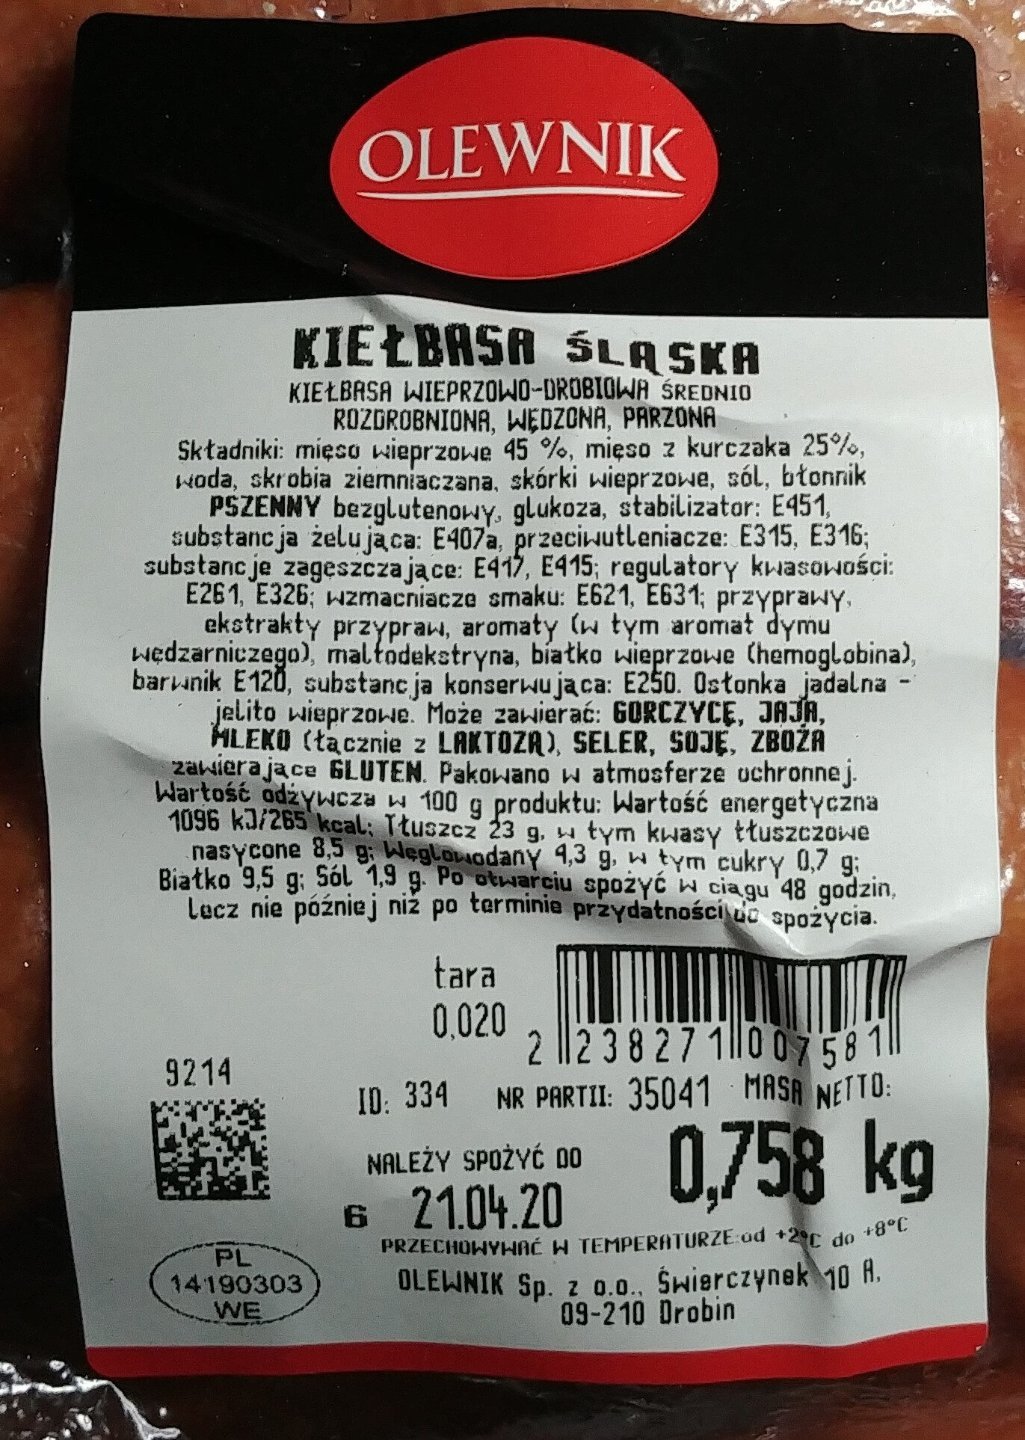 OLEWNIK
KIEŁBASA ŚLĄSKA
KIEŁBASA WIEPRZOWO-DROBIOWA ŚREDNIO
ROZDROBNIONA, WĘDZONA, PARZONA
Składniki: mięso wieprzowe 45 %, mięso z kurczaka 25%,
woda, skrobia ziemniaczana, skórki wieprzowe, sól, błonnik
PSZENNY bezglutenowy, glukoza, stabilizator: E451,
substancja żelująca: E407a, przeciwutleniacze: E315, E316;
substancje zagęszczające: E417, E415; regulatory kwasowości:
E261, E326; wzmacniacze smaku: E621, E631; przyprawy,
ekstrakty przypraw, aromaty (w tym aromat dymu
wędzarniczego), maltodekstryna, białko wieprzowe (hemoglobina),
barwnik E120, substancja konserwująca: E250. Osłonka jadalna -
jelito wieprzowe. Może zawierać: GORCZYCĘ, JAJA,
MLEKO (łącznie z LAKTOZĄ), SELER, SOJĘ, ZBOŻA
zawierające GLUTEN. Pakowano w atmosferze ochronnej.
Wartość odżywcza w 100 g produktu: Wartość energetyczna
1096 kJ/265 kcal; Tłuszcz 23 g, w tym kwasy tłuszczowe
nasycone 8,5 g; Węglowodany 4,3 g, w tym cukry 0,7 g;
Białko 9,5 g; Sól 1,9 g. Po otwarciu spożyć w ciągu 48 godzin,
lecz nie później niż po terminie przydatności do spożycia.
tara
0,020
2 238271 007581
9214
ID: 334 NR PARTII: 35041 MASA NETTO:
0,758 kg
NALEŻY SPOŻYĆ DO
6 21.04.20
PRZECHOWYWAĆ W TEMPERATURZE:od +2°C do +8°C
PL
14190303
WE
OLEWNIK Sp. z o.o., Świerczynek 10 A,
09-210 Drobin